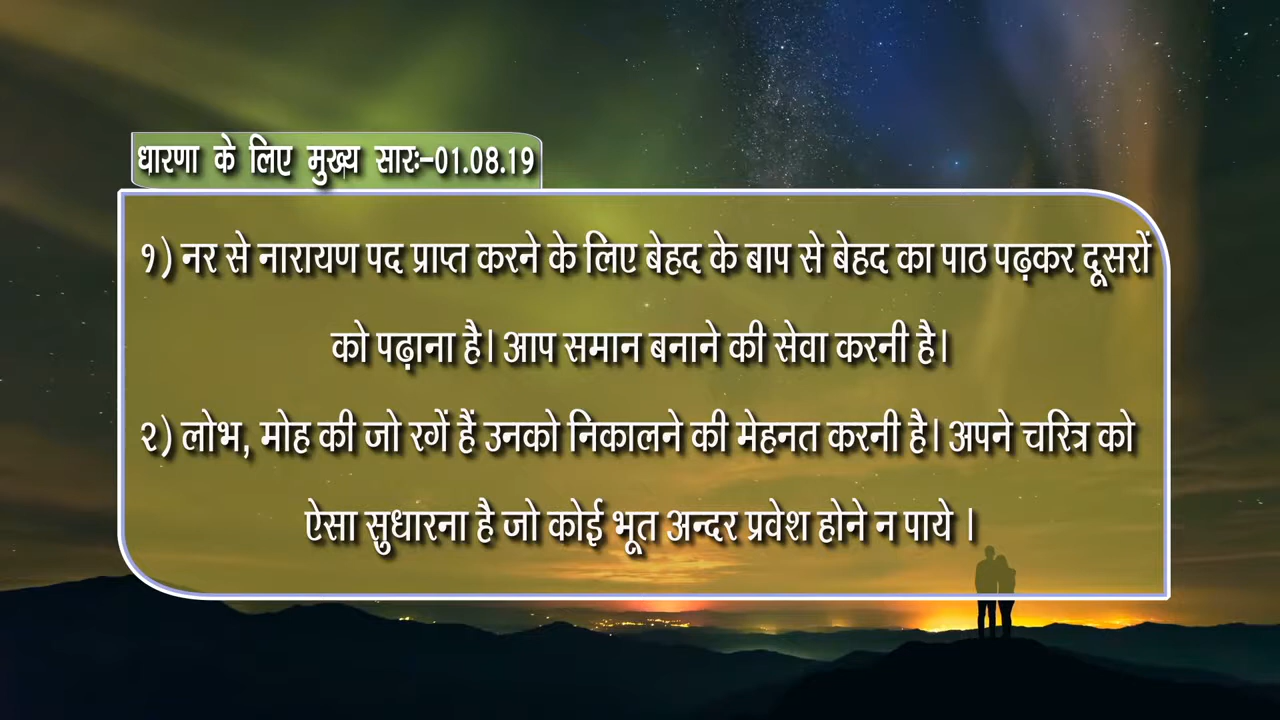 धारणा के लिए मुख्य सारः-01.08.19
१) नर से नारायण पद प्राप्त करने के लिए बेहद के बाप से बेहद का पाठ पढ़कर दूसरों
को पढ़ाना है। आप समान बनाने की सेवा करनी है।
२) लोभ, मोह की जो रगें हैं उनको निकालने की मेहनत करनी है। अपने चरित्र को
ऐसा सुधारना है जो कोई भूत अन्दर प्रवेश होने न पाये ।